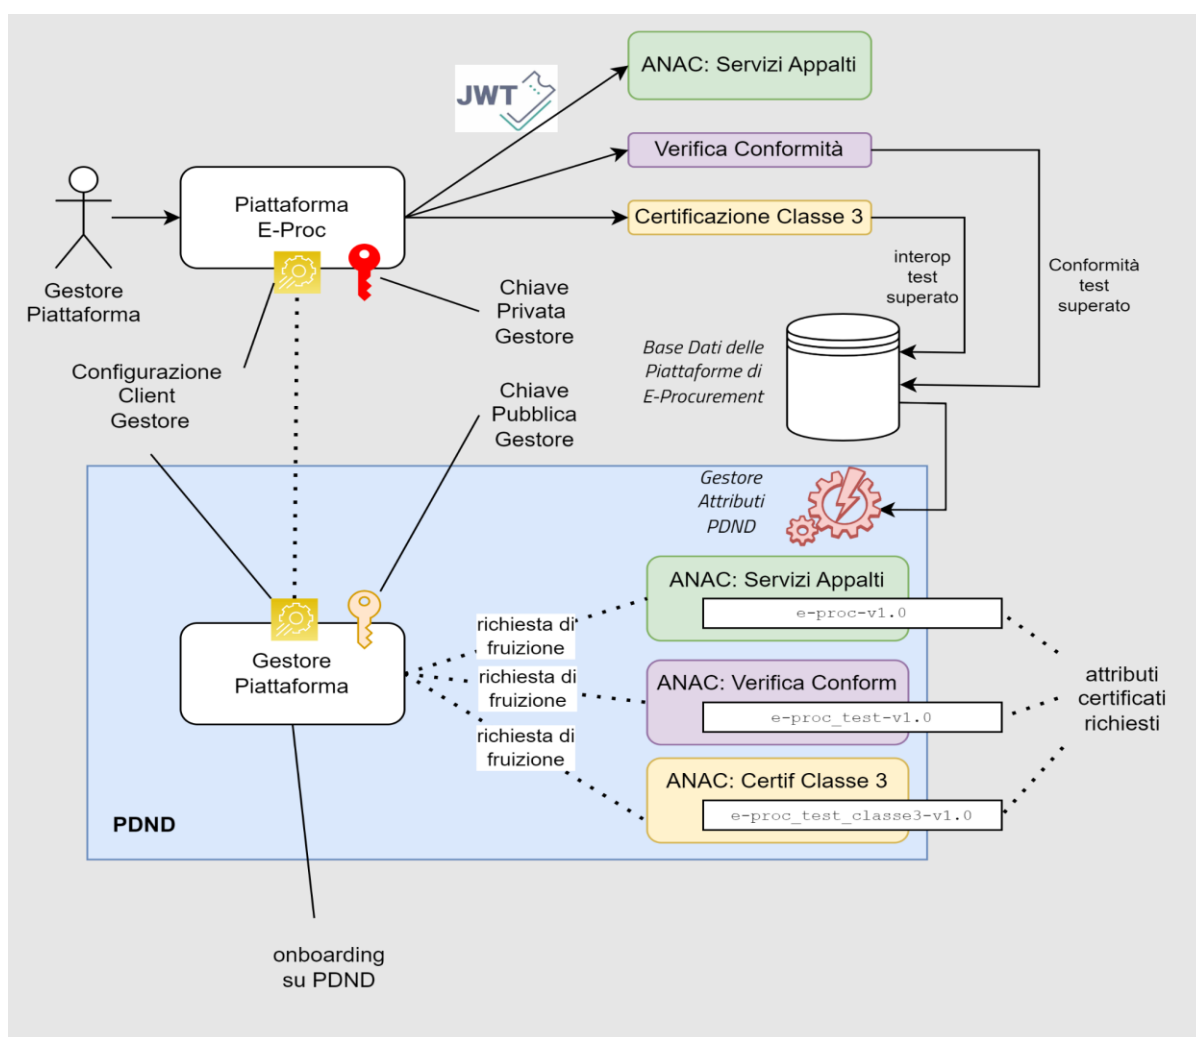 ANAC: Servizi Appalti
JWT
Verifica Conformità
Piattaforma
E-Proc
Certificazione Classe 3
Gestore
Piattaforma
interop
test
superato
Conformità
test
superato
Chiave
Privata
Gestore
Base Dati delle
Piattaforme di
E-Procurement
Configurazione
Client
Gestore
Chiave
Pubblica
Gestore
Gestore
Attributi
PDND
ANAC: Servizi Appalti
e-proc-v1.0
richiesta di
fruizione
Gestore
Piattaforma
richiesta di
fruizione
ANAC: Verifica Conform
e-proc_test-v1.0
attributi
certificati
richiesti
richiesta di
fruizione
ANAC: Certif Classe 3
e-proc_test_classe3-v1.0
PDND
onboarding
su PDND